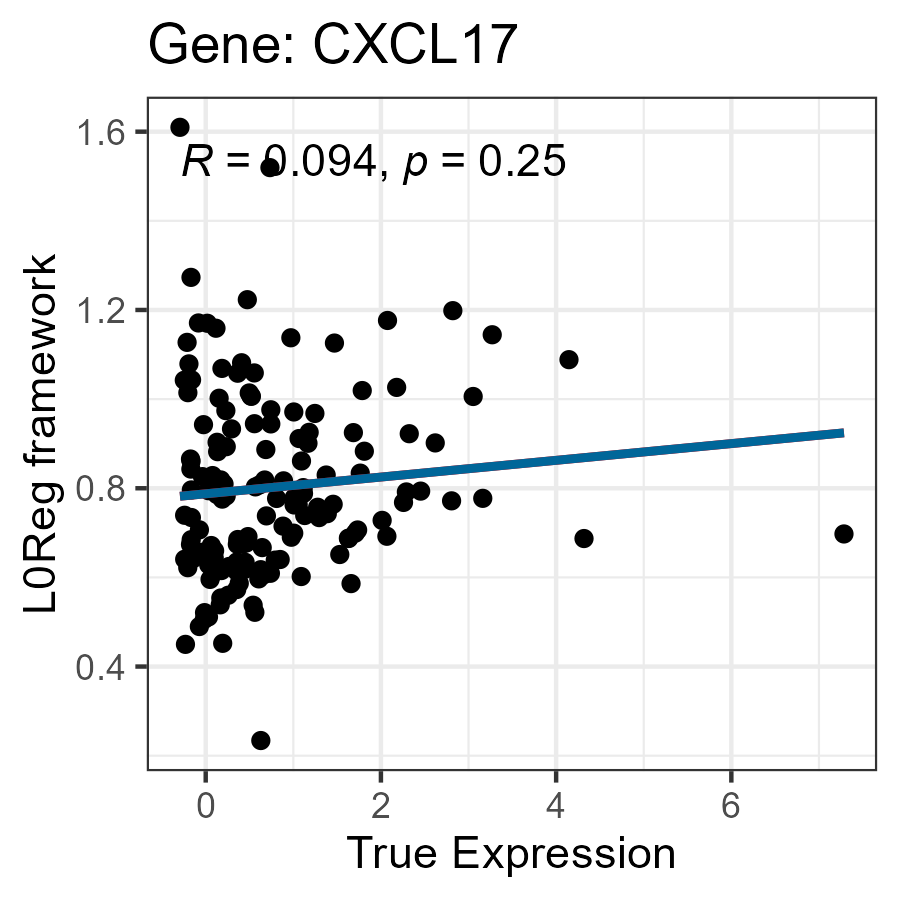 Gene: CXCL17
R = 0.094, p = 0.25
L0Reg framework
1.6
1.2
0.8
0.4
0 2 4 6
True Expression